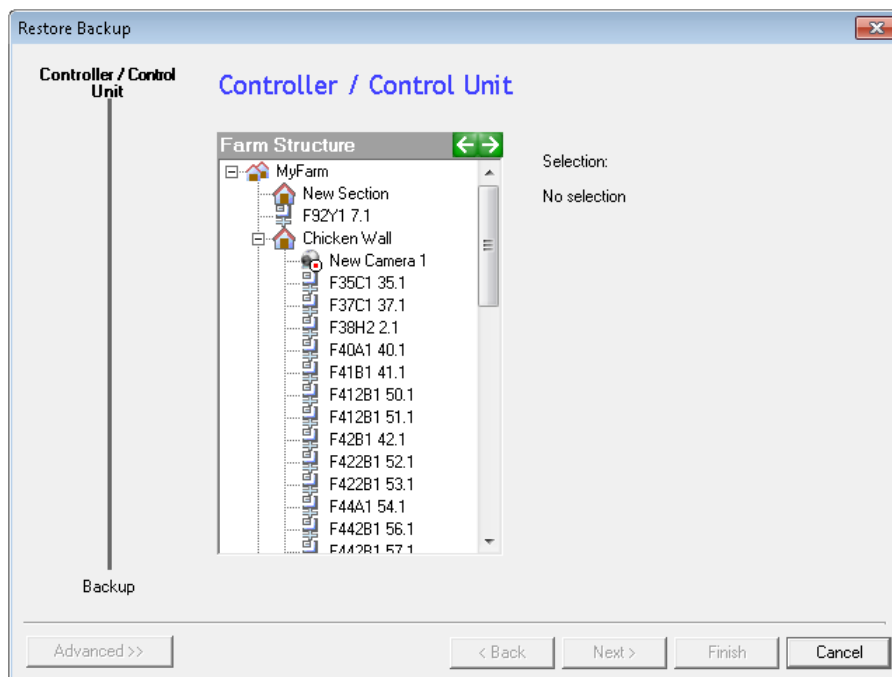 Restore Backup
Controller / Control
Unit
Controller / Control Unit
Farm Structure
MyFarm
New Section
F92Y1 7.1
Chicken Wall
New Camera 1
F35C1 35.1
F37C1 37.1
F38H2 2.1
F40A1 40.1
F41B1 41.1
F412B1 50.1
F412B1 51.1
F42B1 42.1
F422B1 52.1
F422B1 53.1
F44A1 54.1
F442B1 56.1
F442B1 57.1
Selection:
No selection
Backup
Advanced >>
< Back
Next >
Finish
Cancel